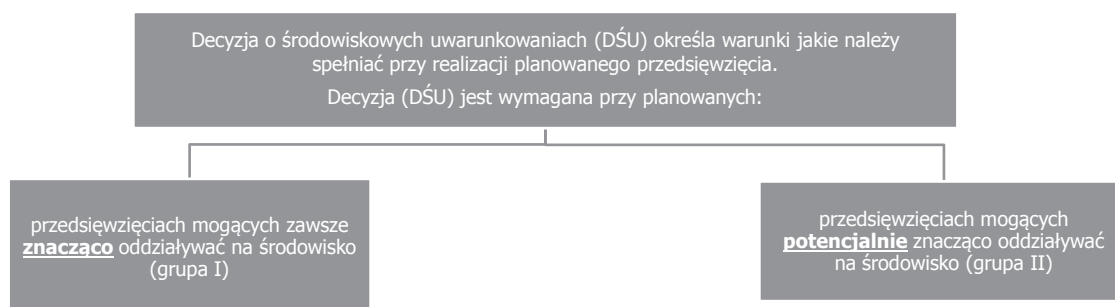 Decyzja o środowiskowych uwarunkowaniach (DŚU) określa warunki jakie należy
spełniać przy realizacji planowanego przedsięwzięcia.
Decyzja (DŚU) jest wymagana przy planowanych:
przedsięwzięciach mogących zawsze
znacząco oddziaływać na środowisko
(grupa I)
przedsięwzięciach mogących
potencjalnie znacząco oddziaływać
na środowisko (grupa II)